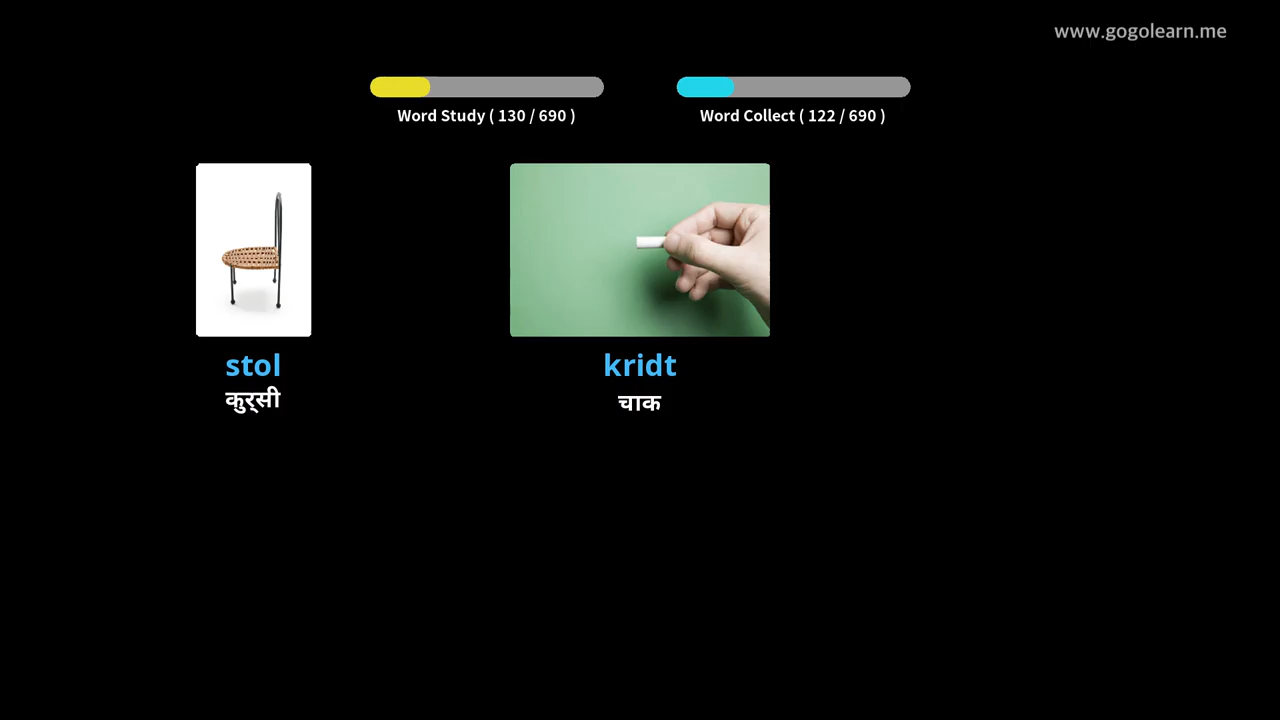 www.gogolearn.me
Word Study ( 130 / 690 )
Word Collect ( 122 / 690 )
stol
कुर्सी
kridt
चाक